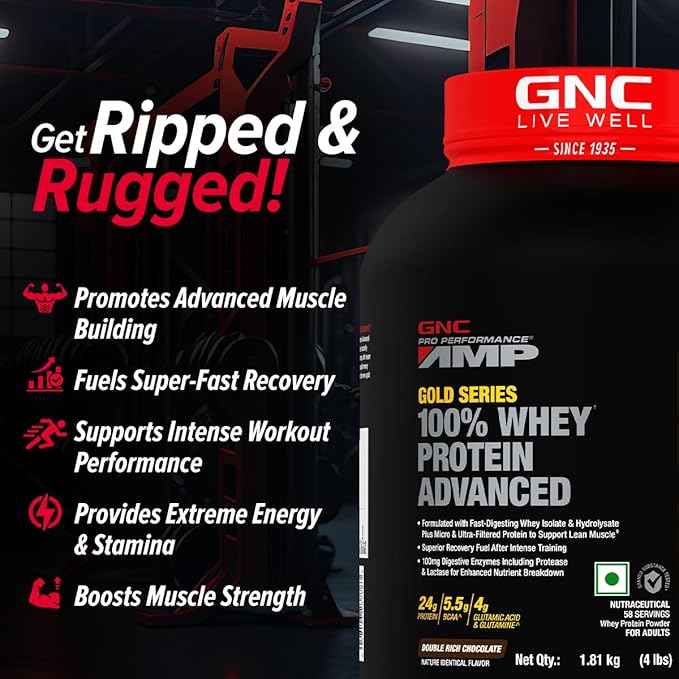 Get Ripped &
Rugged!
Promotes Advanced Muscle
Building
Fuels Super-Fast Recovery
Supports Intense Workout
Performance
Provides Extreme Energy
& Stamina
Boosts Muscle Strength
GNC
LIVE WELL
SINCE 1935
GNC
PRO PERFORMANCE®
AMP
GOLD SERIES
100% WHEY†
PROTEIN
ADVANCED
• Formulated with Fast-Digesting Whey Isolate & Hydrolysate
Plus Micro & Ultra-Filtered Protein to Support Lean Muscle
• Superior Recovery Fuel After Intense Training
• 100mg Digestive Enzymes Including Protease
& Lactase for Enhanced Nutrient Breakdown
24g PROTEIN 5.5g BCAA^ 4g GLUTAMIC ACID & GLUTAMINE^
DOUBLE RICH CHOCOLATE
NATURE IDENTICAL FLAVOR
BANNED SUBSTANCE TESTED
NUTRACEUTICAL
58 SERVINGS
Whey Protein Powder
FOR ADULTS
Net Qty.: 1.81 kg (4 lbs)